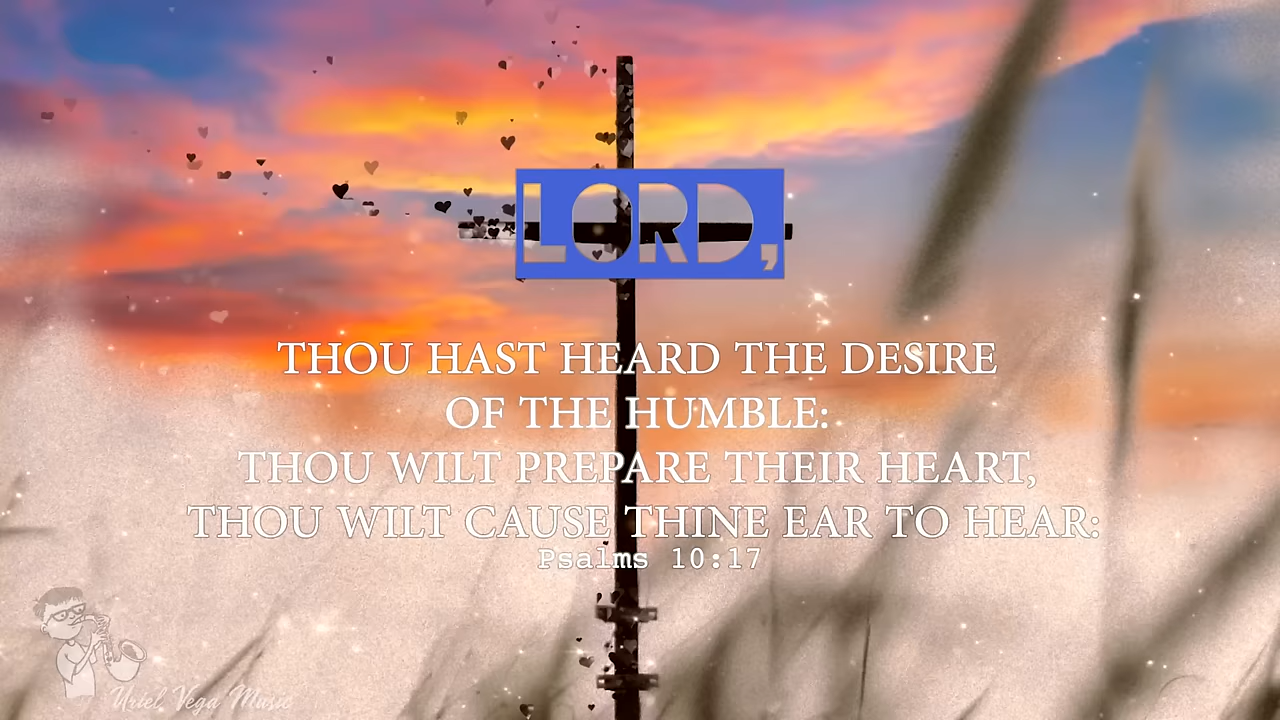 LORD,
THOU HAST HEARD THE DESIRE
OF THE HUMBLE:
THOU WILT PREPARE THEIR HEART,
THOU WILT CAUSE THINE EAR TO HEAR:
Psalms 10:17
Uriel Vega Music